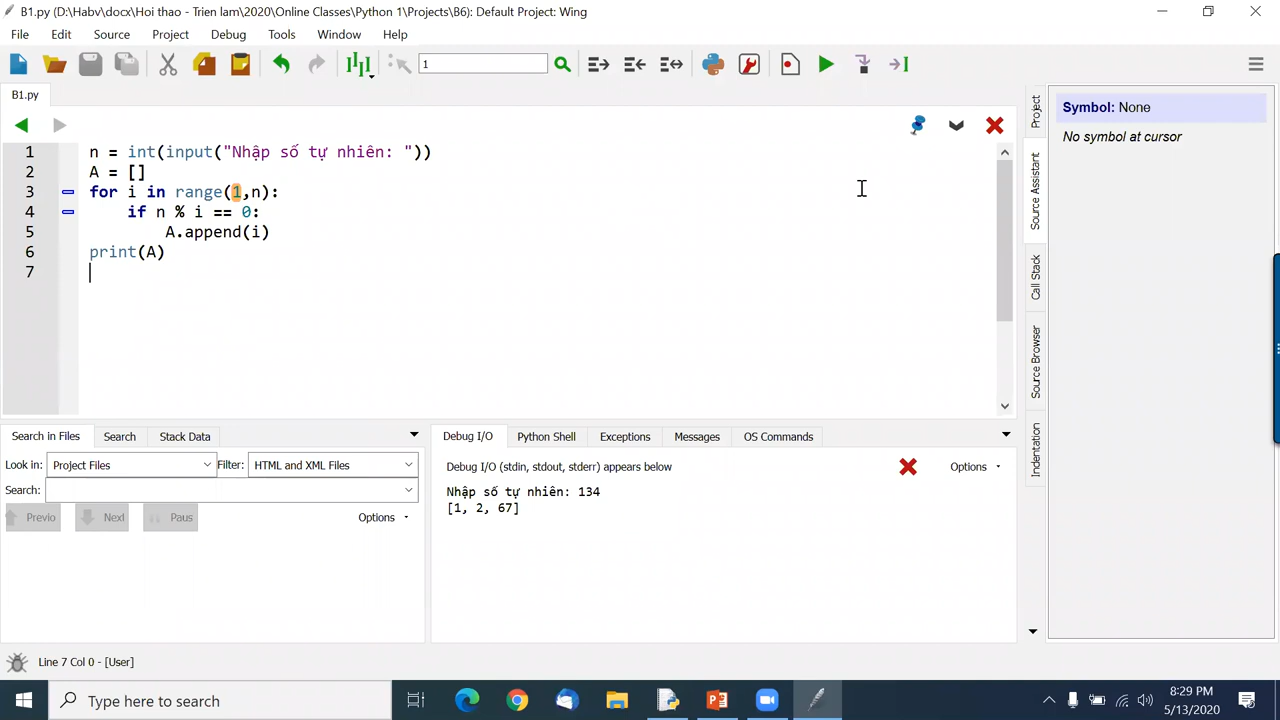 B1.py (D:\Habv\docx\Hoi thao - Trien lam\2020\Online Classes\Python 1\Projects\B6): Default Project: Wing
File Edit Source Project Debug Tools Window Help
1
B1.py
1 n = int(input("Nhập số tự nhiên: "))
2 A = []
3 for i in range(1,n):
4 if n % i == 0:
5 A.append(i)
6 print(A)
7
Symbol: None
No symbol at cursor
Project
Source Assistant
Call Stack
Source Browser
Indentation
Search in Files Search Stack Data
Look in: Project Files Filter: HTML and XML Files
Search:
Previo Next Paus Options
Debug I/O Python Shell Exceptions Messages OS Commands
Debug I/O (stdin, stdout, stderr) appears below Options
Nhập số tự nhiên: 134
[1, 2, 67]
Line 7 Col 0 - [User]
Type here to search
8:29 PM
5/13/2020